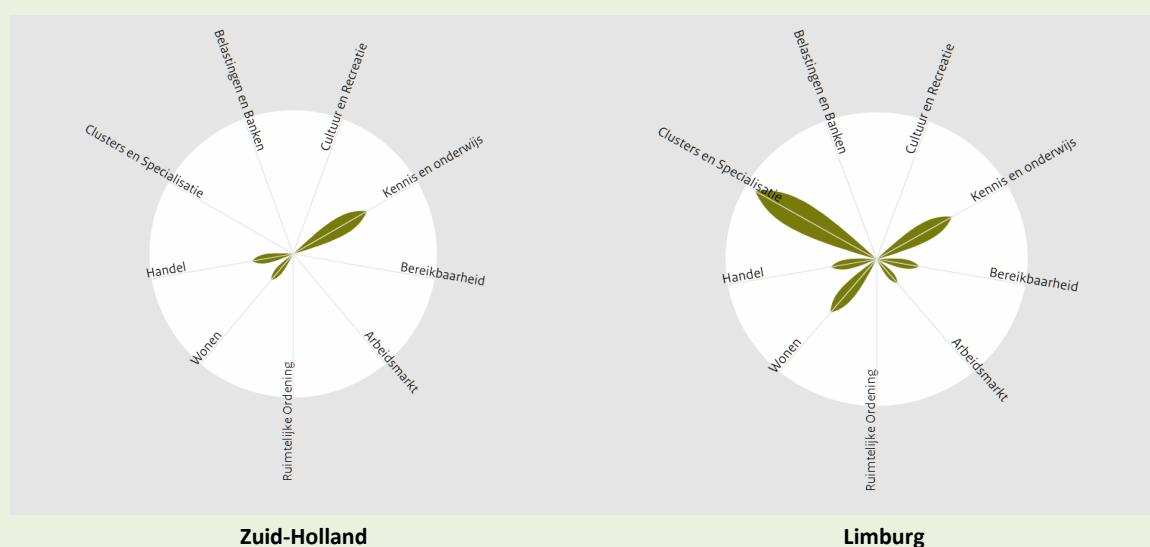 Belastingen en Banken
Cultuur en Recreatie
Clusters en Specialisatie
Kennis en onderwijs
Handel
Bereikbaarheid
Wonen
Arbeidsmarkt
Ruimtelijke Ordening
Zuid-Holland
Belastingen en Banken
Cultuur en Recreatie
Clusters en Specialisatie
Kennis en onderwijs
Handel
Bereikbaarheid
Wonen
Arbeidsmarkt
Ruimtelijke Ordening
Limburg